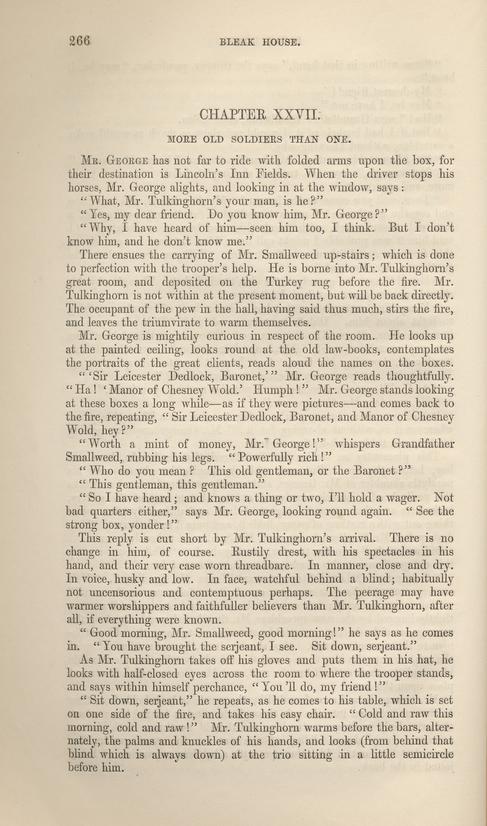 266
BLEAK HOUSE.
CHAPTER XXVII.
MORE OLD SOLDIERS THAN ONE.
MR. GEORGE has not far to ride with folded arms upon the box, for
their destination is Lincoln's Inn Fields. When the driver stops his
horses, Mr. George alights, and looking in at the window, says:
"What, Mr. Tulkinghorn's your man, is he?"
"Yes, my dear friend. Do you know him, Mr. George?"
"Why, I have heard of him—seen him too, I think. But I don't
know him, and he don't know me."
There ensues the carrying of Mr. Smallweed up-stairs; which is done
to perfection with the trooper's help. He is borne into Mr. Tulkinghorn's
great room, and deposited on the Turkey rug before the fire. Mr.
Tulkinghorn is not within at the present moment, but will be back directly.
The occupant of the pew in the hall, having said thus much, stirs the fire,
and leaves the triumvirate to warm themselves.
Mr. George is mightily curious in respect of the room. He looks up
at the painted ceiling, looks round at the old law-books, contemplates
the portraits of the great clients, reads aloud the names on the boxes.
"'Sir Leicester Dedlock, Baronet,'" Mr. George reads thoughtfully.
"Ha! 'Manor of Chesney Wold.' Humph!" Mr. George stands looking
at these boxes a long while—as if they were pictures—and comes back to
the fire, repeating, "Sir Leicester Dedlock, Baronet, and Manor of Chesney
Wold, hey?"
"Worth a mint of money, Mr. George!" whispers Grandfather
Smallweed, rubbing his legs. "Powerfully rich!"
"Who do you mean? This old gentleman, or the Baronet?"
"This gentleman, this gentleman."
"So I have heard; and knows a thing or two, I'll hold a wager. Not
bad quarters either," says Mr. George, looking round again. "See the
strong box, yonder!"
This reply is cut short by Mr. Tulkinghorn's arrival. There is no
change in him, of course. Rustily drest, with his spectacles in his
hand, and their very case worn threadbare. In manner, close and dry.
In voice, husky and low. In face, watchful behind a blind; habitually
not uncensorious and contemptuous perhaps. The peerage may have
warmer worshippers and faithfuller believers than Mr. Tulkinghorn, after
all, if everything were known.
"Good morning, Mr. Smallweed, good morning!" he says as he comes
in. "You have brought the serjeant, I see. Sit down, serjeant."
As Mr. Tulkinghorn takes off his gloves and puts them in his hat, he
looks with half-closed eyes across the room to where the trooper stands,
and says within himself perchance, "You'll do, my friend!"
"Sit down, serjeant," he repeats, as he comes to his table, which is set
on one side of the fire, and takes his easy chair. "Cold and raw this
morning, cold and raw!" Mr. Tulkinghorn warms before the bars, alter-
nately, the palms and knuckles of his hands, and looks (from behind that
blind which is always down) at the trio sitting in a little semicircle
before him.